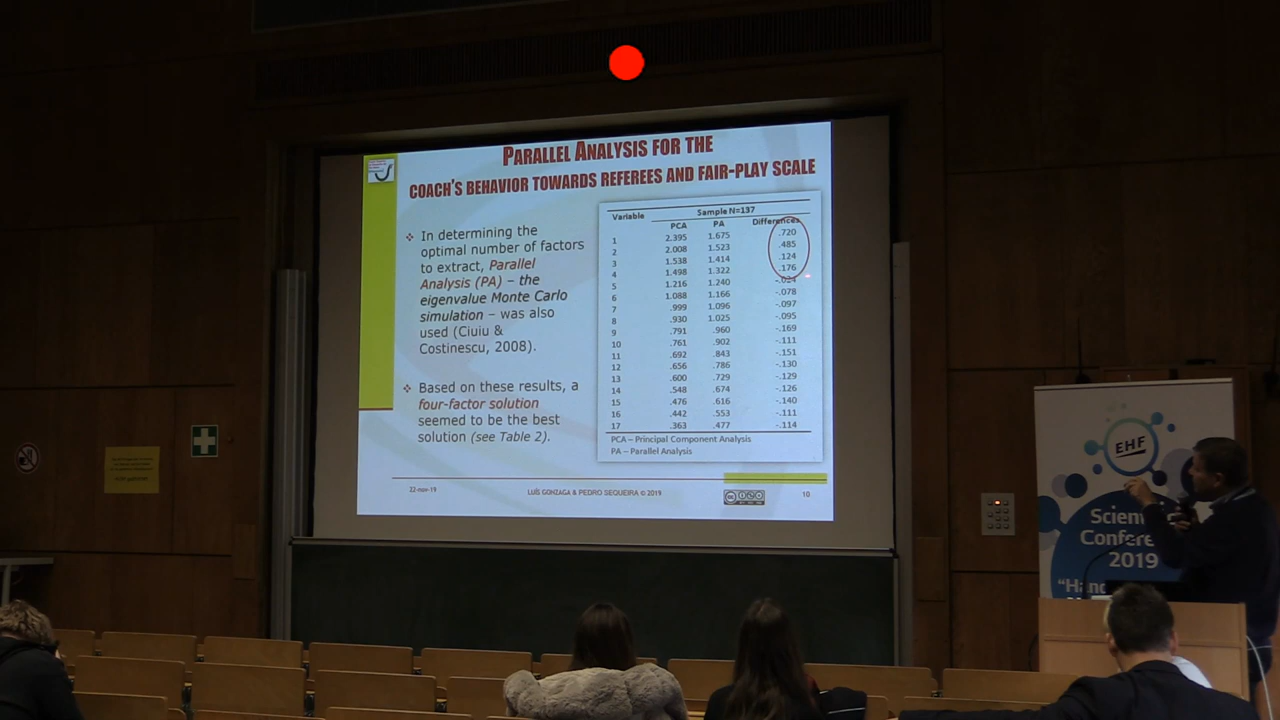 PARALLEL ANALYSIS FOR THE
COACH'S BEHAVIOR TOWARDS REFEREES AND FAIR-PLAY SCALE
❖ In determining the
optimal number of factors
to extract, Parallel
Analysis (PA) – the
eigenvalue Monte Carlo
simulation – was also
used (Ciuiu &
Costinescu, 2008).
❖ Based on these results, a
four-factor solution
seemed to be the best
solution (see Table 2).
Variable Sample N=137
PCA PA Differences
1 2.395 1.675 .720
2 2.008 1.523 .485
3 1.538 1.414 .124
4 1.498 1.322 .176
5 1.216 1.240 -.024
6 1.088 1.166 -.078
7 .999 1.096 -.097
8 .930 1.025 -.095
9 .791 .960 -.169
10 .761 .902 -.111
11 .692 .843 -.151
12 .656 .786 -.130
13 .600 .729 -.129
14 .548 .674 -.126
15 .476 .616 -.140
16 .442 .553 -.111
17 .363 .477 -.114
PCA – Principal Component Analysis
PA – Parallel Analysis
22-nov-19 LUÍS GONZAGA & PEDRO SEQUEIRA © 2019 10
EHF
Scien
Confere
2019
"Han